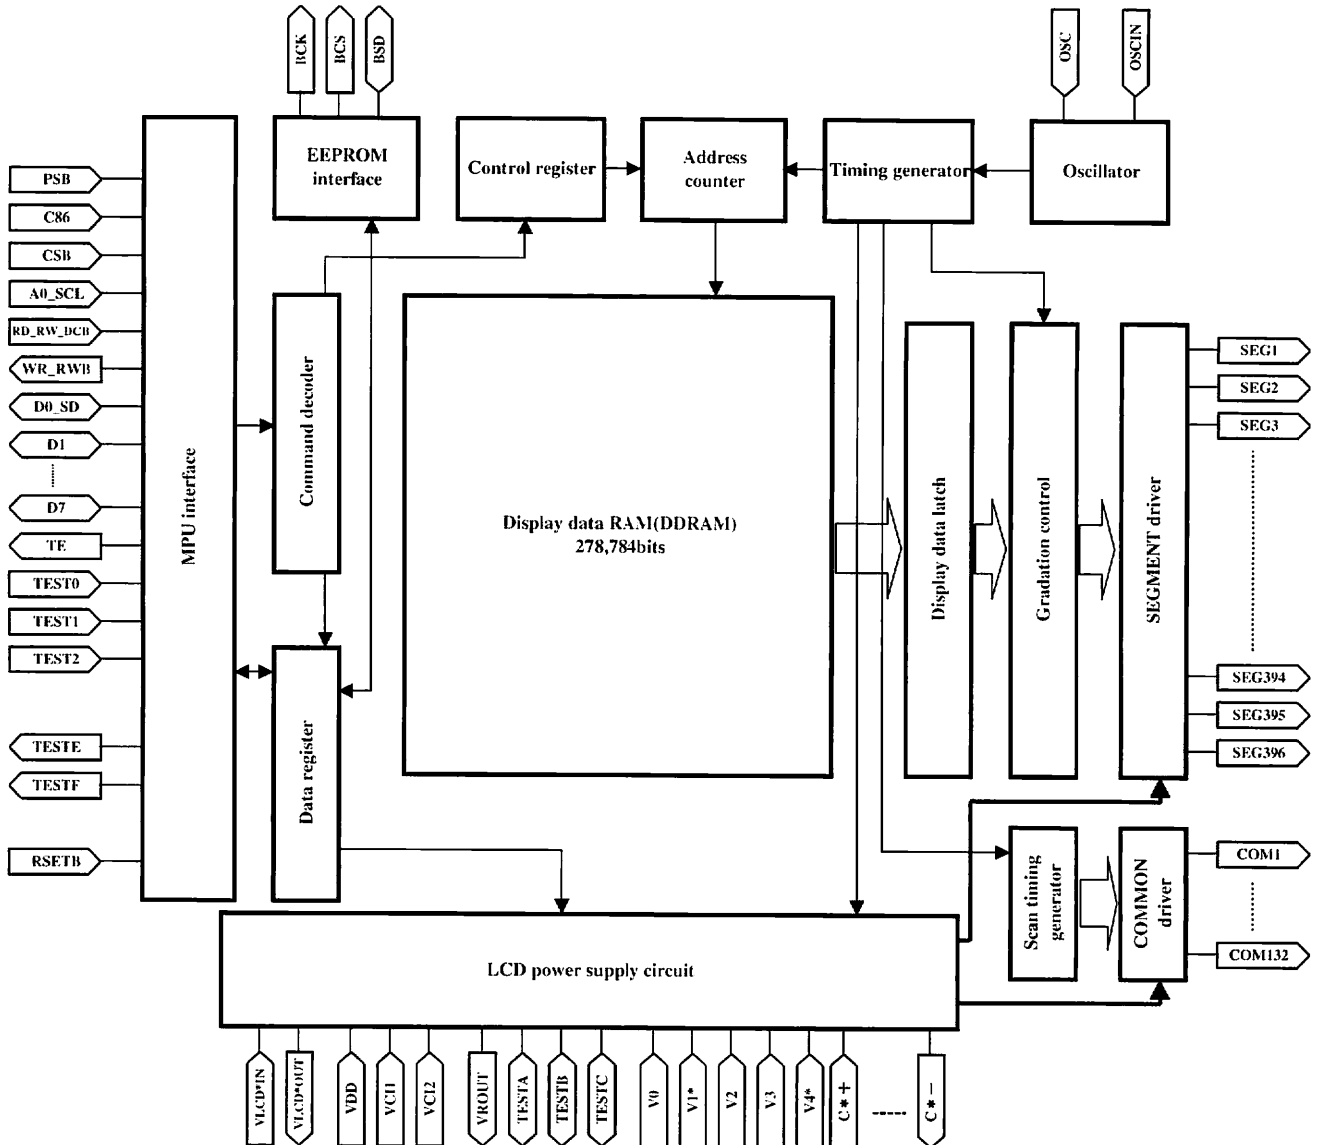 BCK
BCS
BSD
OSC
OSCIN
EEPROM
interface
Control register
Address
counter
Timing generator
Oscillator
PSB
C86
CSB
A0_SCL
RD_RW_DCB
WR_RWB
D0_SD
D1
D7
TE
TEST0
TEST1
TEST2
TESTE
TESTF
RSETB
MPU interface
Command decoder
Data register
Display data RAM(DDRAM)
278,784bits
Display data latch
Gradation control
SEGMENT driver
SEG1
SEG2
SEG3
SEG394
SEG395
SEG396
Scan timing
generator
COMMON
driver
COM1
COM132
LCD power supply circuit
VLCD*IN
VLCD*OUT
VDD
VCI1
VCI2
VROUT
TESTA
TESTB
TESTC
V0
V1*
V2
V3
V4*
C*+
C*-